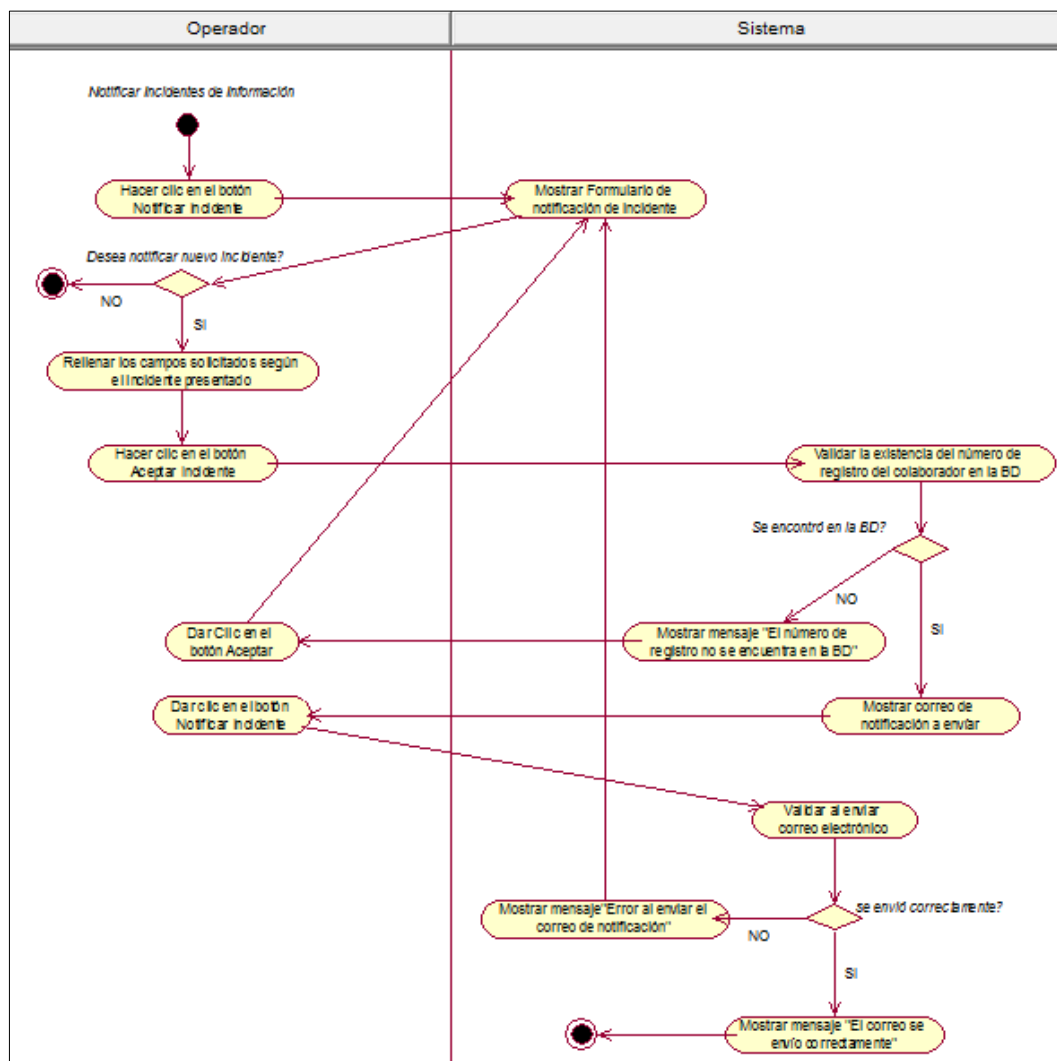 Operador
Sistema
Notificar Incidentes de Información
Hacer clic en el botón
Notificar Incidente
Mostrar Formulario de
notificación de Incidente
Desea notificar nuevo Incidente?
NO
SI
Rellenar los campos solicitados según
el Incidente presentado
Hacer clic en el botón
Aceptar Incidente
Validar la existencia del número de
registro del colaborador en la BD
Se encontró en la BD?
NO
SI
Dar Clic en el
botón Aceptar
Mostrar mensaje "El número de
registro no se encuentra en la BD"
Dar clic en el botón
Notificar Incidente
Mostrar correo de
notificación a envíar
Validar al enviar
correo electrónico
Mostrar mensaje"Error al enviar el
correo de notificación"
se envió correctamente?
NO
SI
Mostrar mensaje "El correo se
envío correctamente"